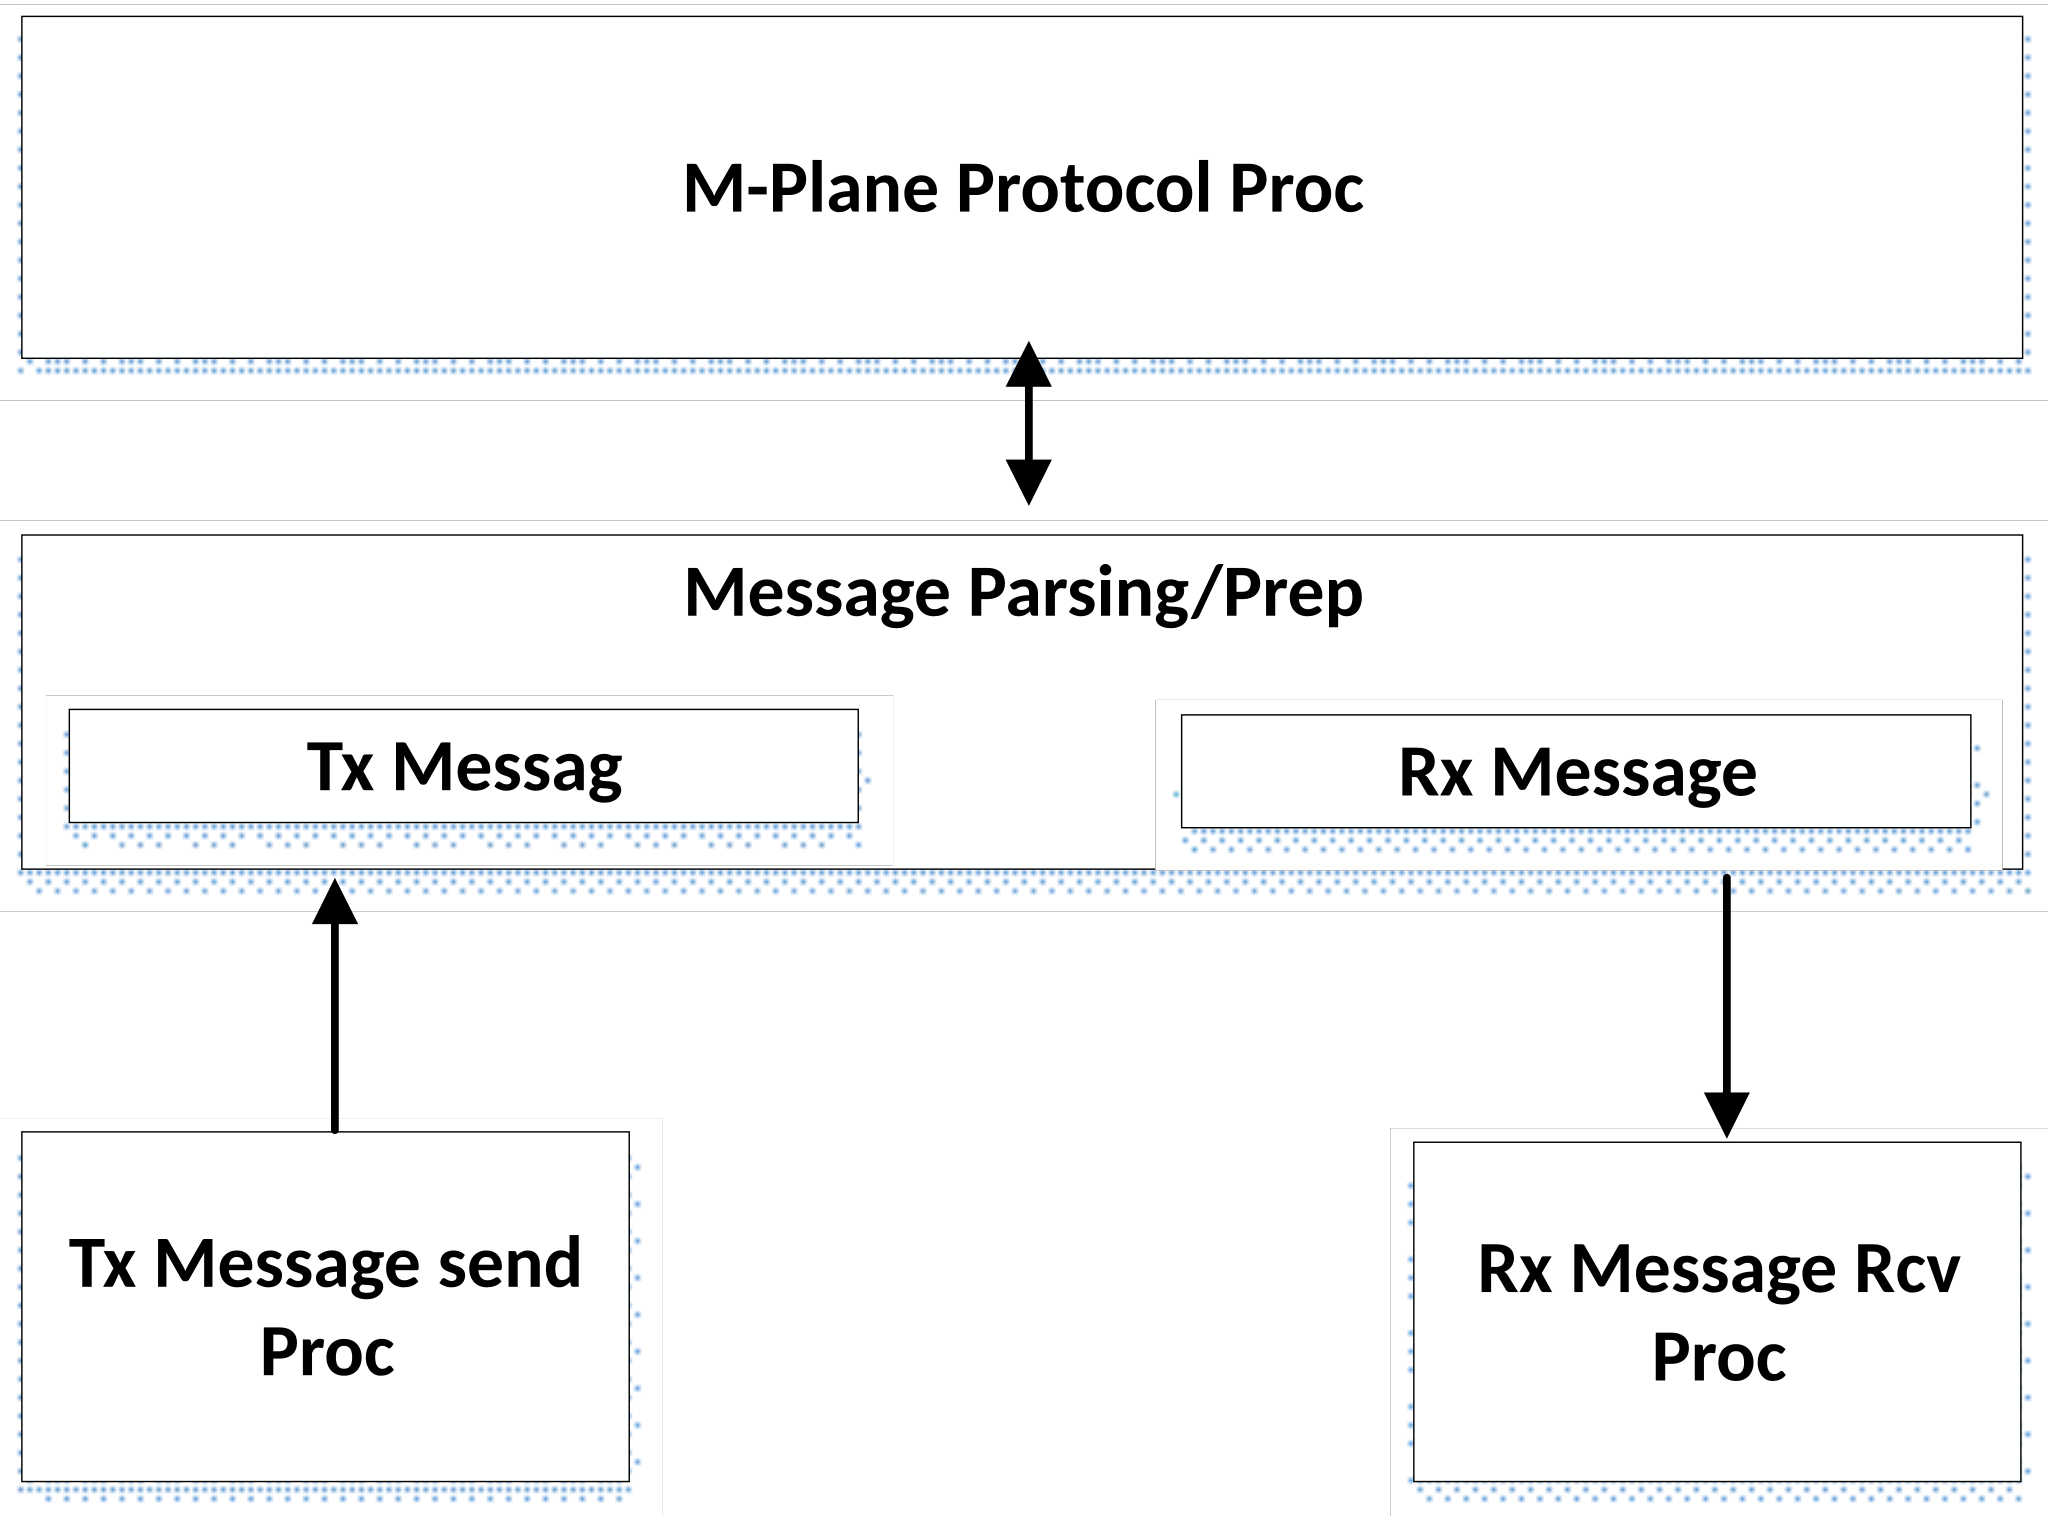 M-Plane Protocol Proc
Message Parsing/Prep
Tx Messag
Rx Message
Tx Message send
Proc
Rx Message Rcv
Proc